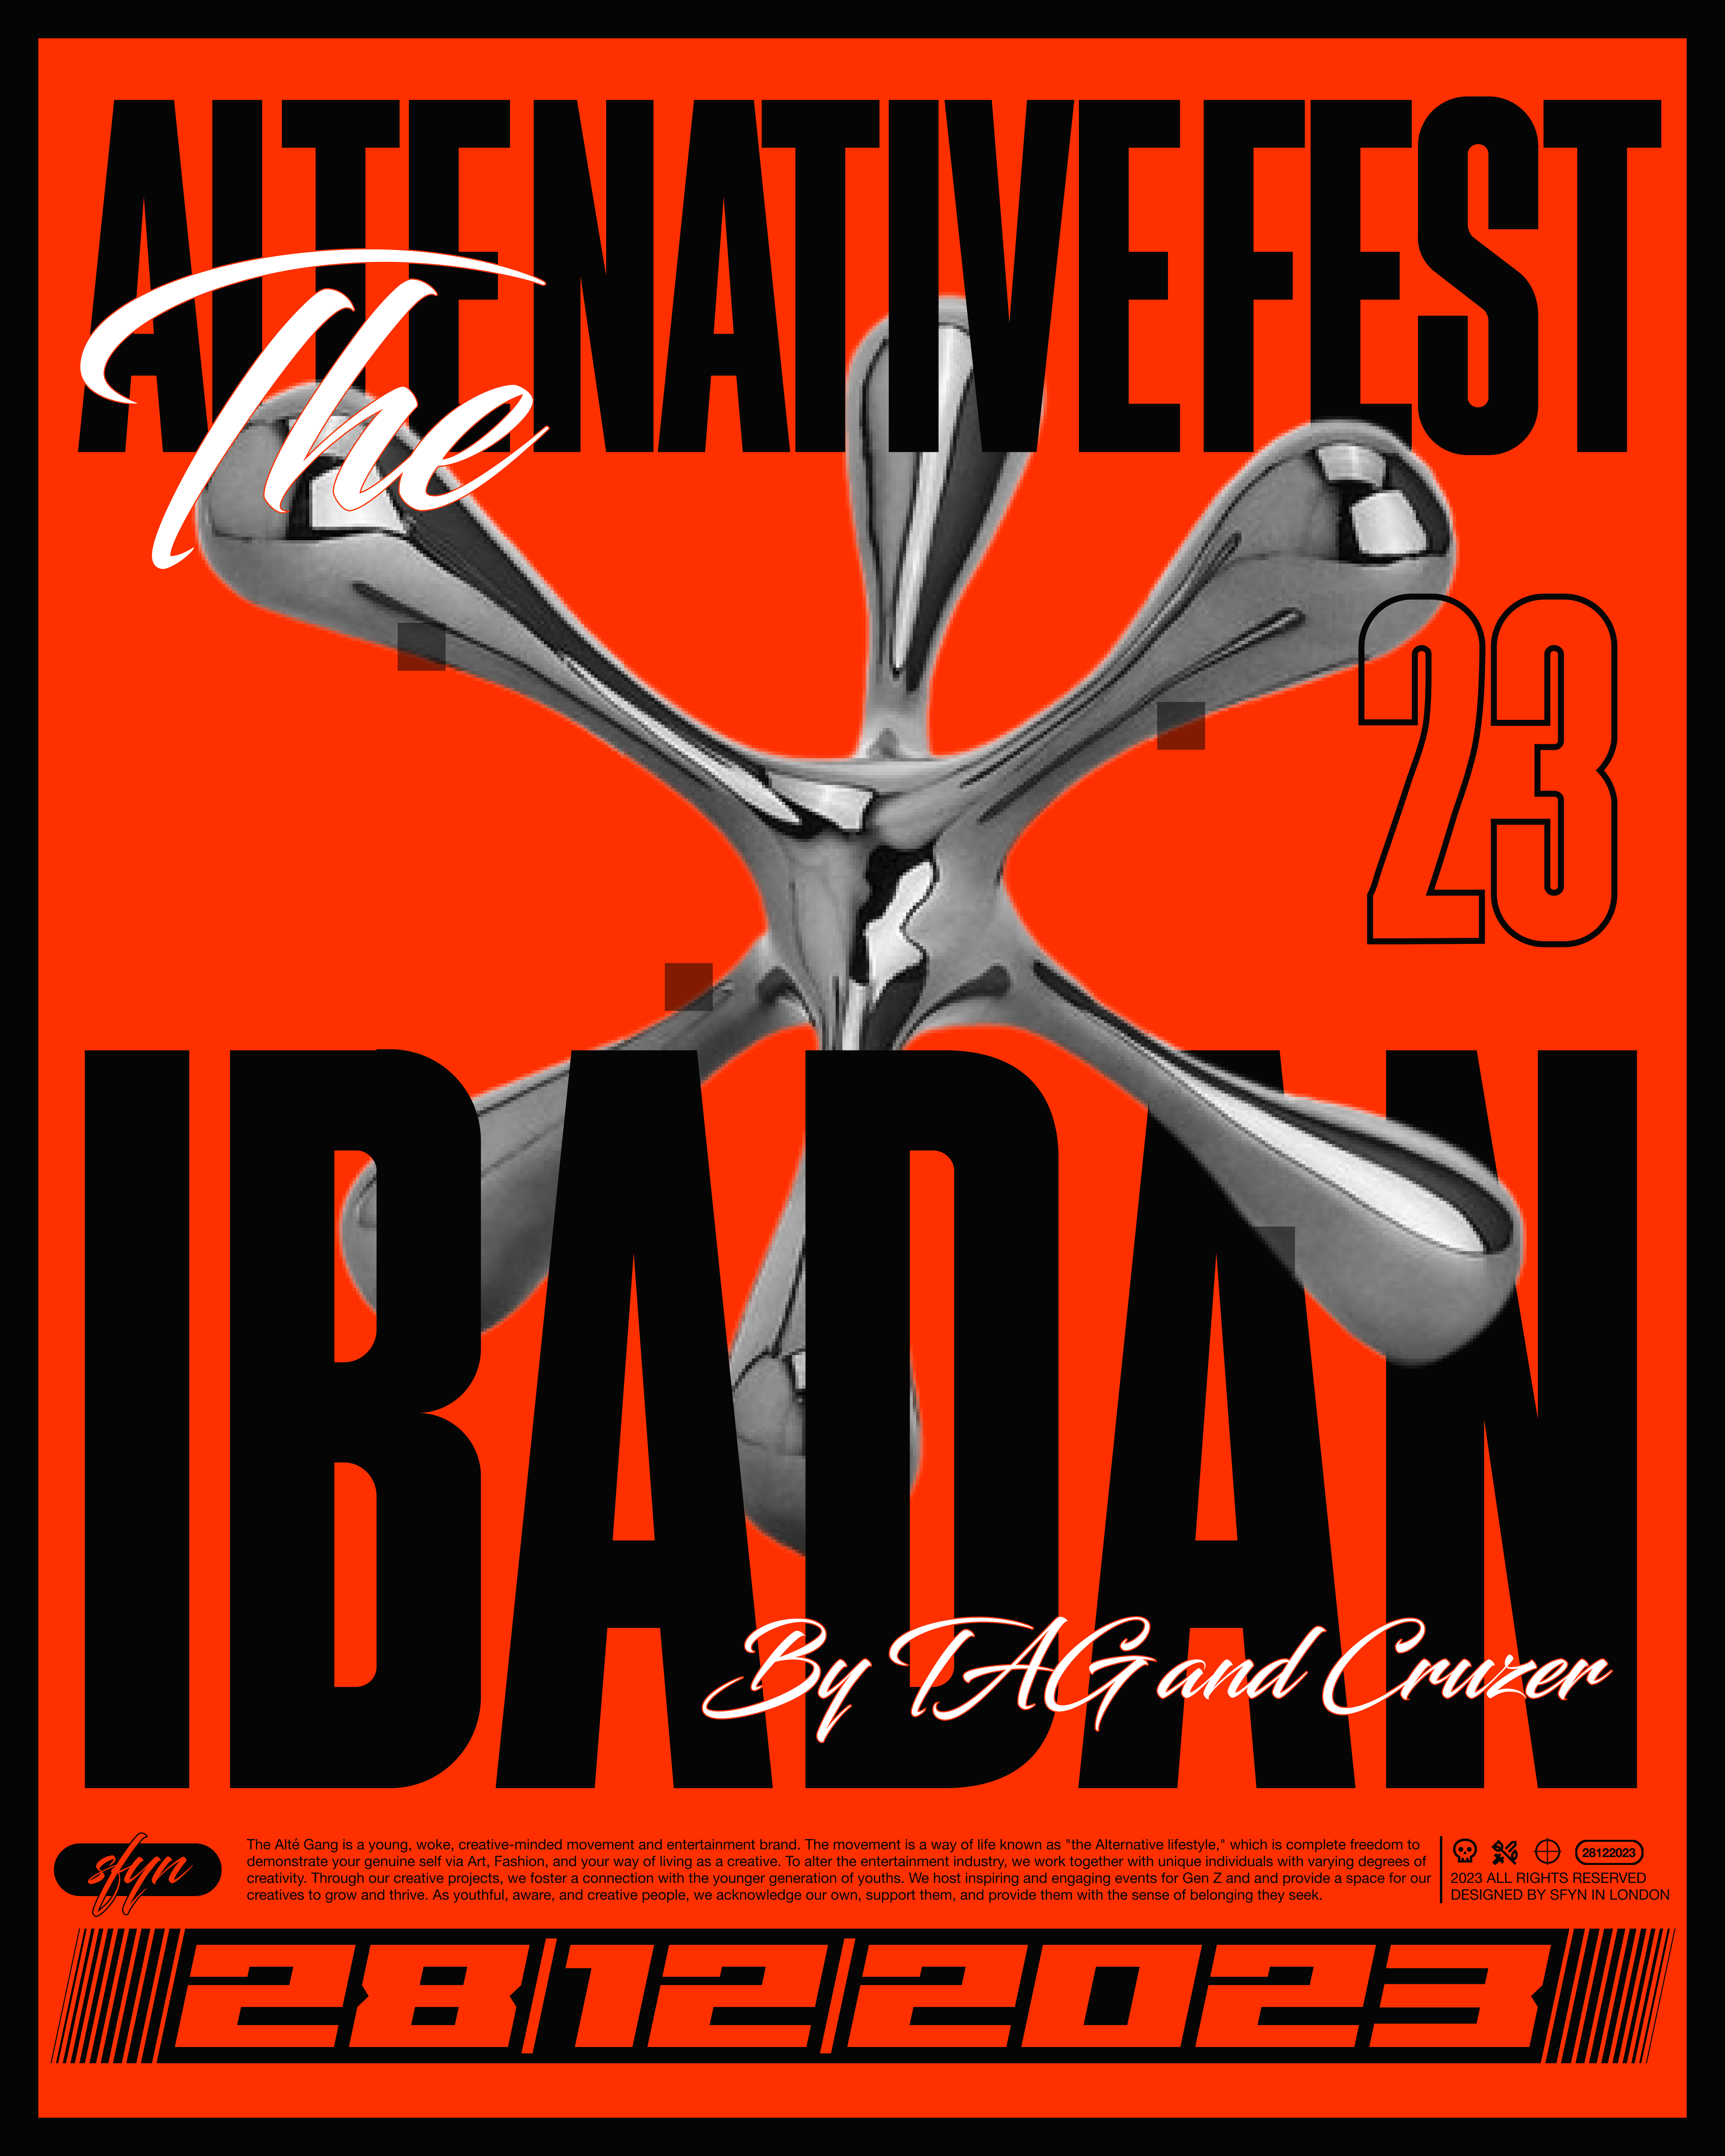 ALTENATIVEFEST
The
23
IBADAN
By TAG and Cruzer
sfyn
The Alté Gang is a young, woke, creative-minded movement and entertainment brand. The movement is a way of life known as "the Alternative lifestyle," which is complete freedom to
demonstrate your genuine self via Art, Fashion, and your way of living as a creative. To alter the entertainment industry, we work together with unique individuals with varying degrees of
creativity. Through our creative projects, we foster a connection with the younger generation of youths. We host inspiring and engaging events for Gen Z and and provide a space for our
creatives to grow and thrive. As youthful, aware, and creative people, we acknowledge our own, support them, and provide them with the sense of belonging they seek.
28122023
2023 ALL RIGHTS RESERVED
DESIGNED BY SFYN IN LONDON
28/12/2023